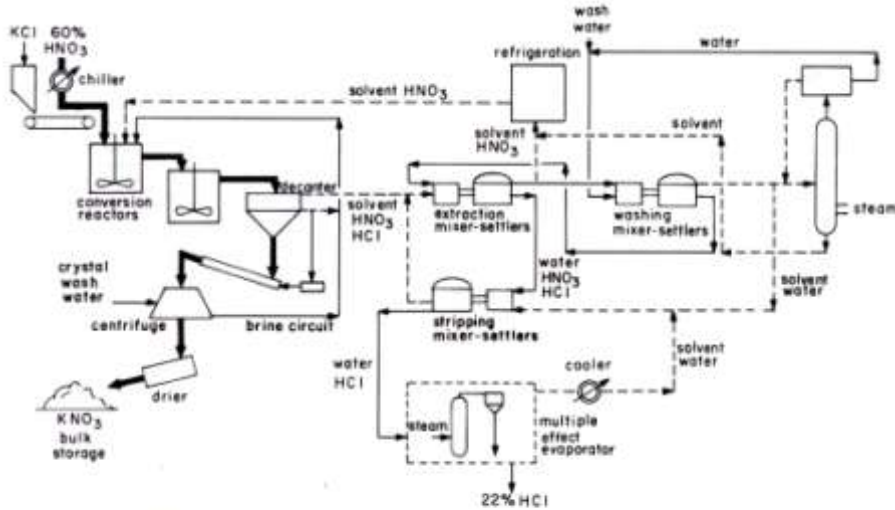 KCl
60%
HNO3
chiller
conversion
reactors
decanter
crystal
wash
water
centrifuge
brine circuit
drier
KNO3
bulk
storage
solvent HNO3
refrigeration
solvent
HNO3
wash
water
water
solvent
solvent
HNO3
HCl
extraction
mixer-settlers
washing
mixer-settlers
steam
water
HNO3
HCl
solvent
water
stripping
mixer-settlers
water
HCl
cooler
solvent
water
steam
multiple
effect
evaporator
22% HCl